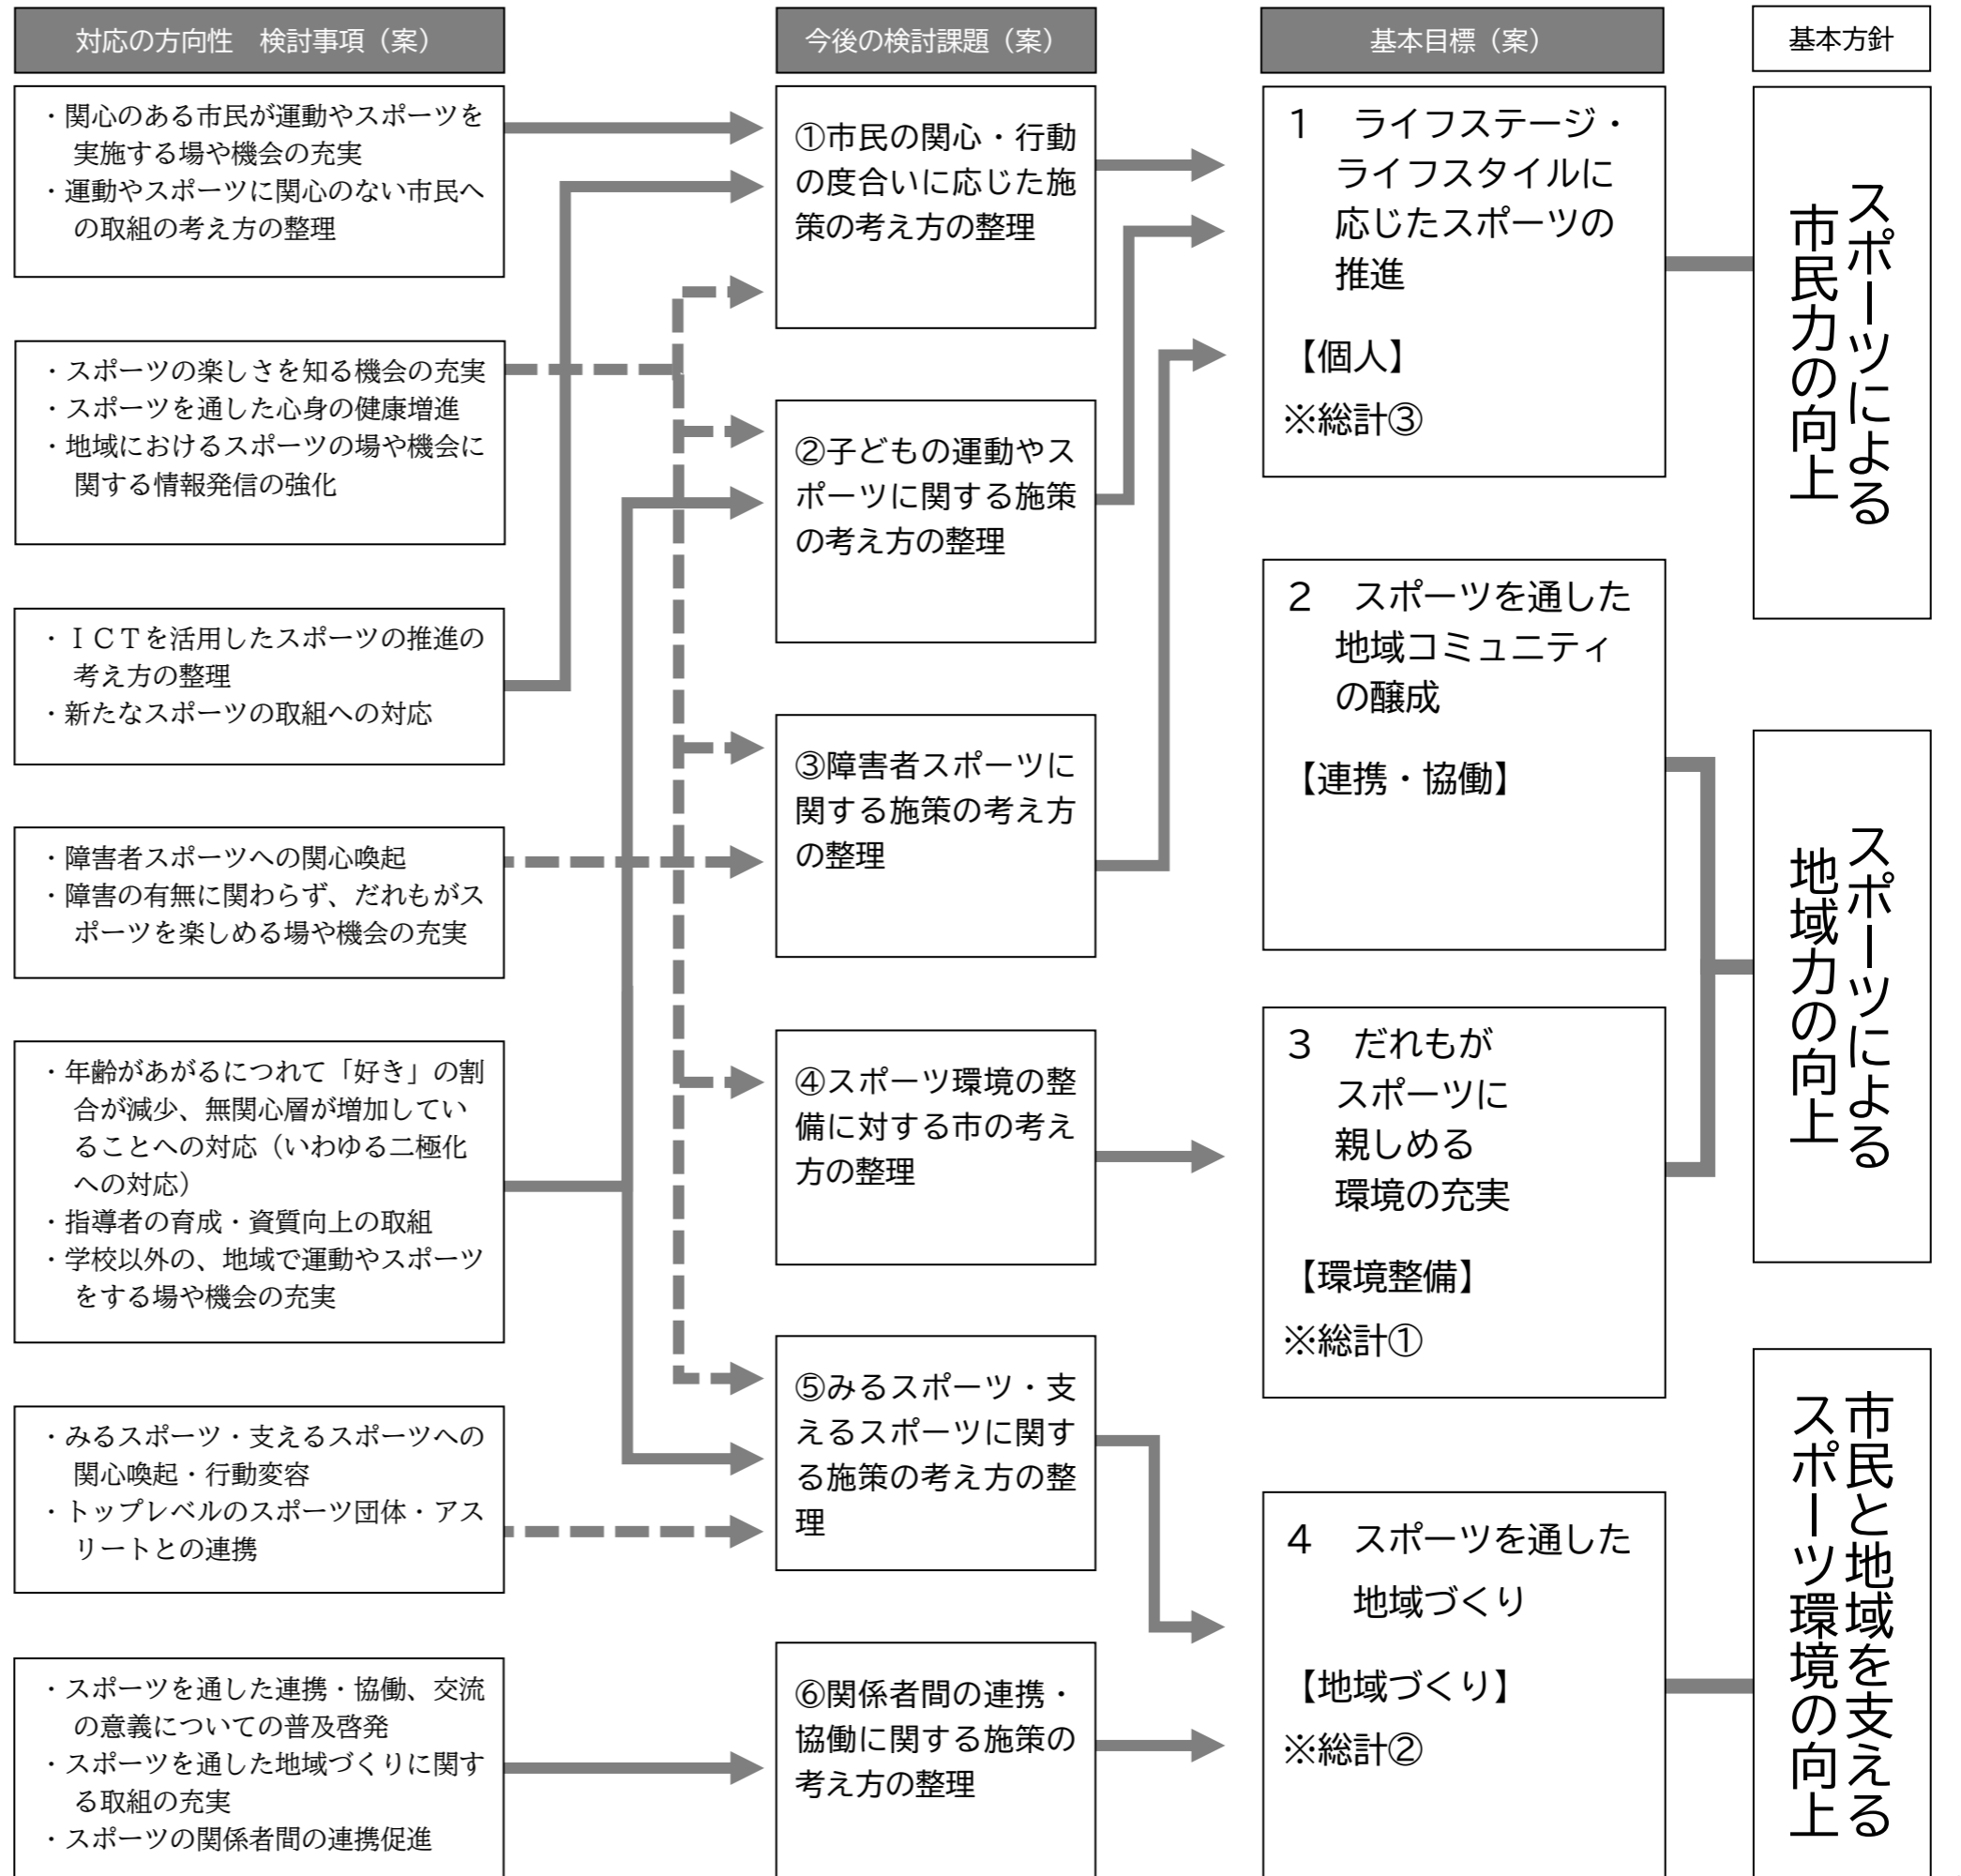 対応の方向性　検討事項（案）
・関心のある市民が運動やスポーツを
実施する場や機会の充実
・運動やスポーツに関心のない市民へ
の取組の考え方の整理
・スポーツの楽しさを知る機会の充実
・スポーツを通した心身の健康増進
・地域におけるスポーツの場や機会に
関する情報発信の強化
・ＩＣＴを活用したスポーツの推進の
考え方の整理
・新たなスポーツの取組への対応
・障害者スポーツへの関心喚起
・障害の有無に関わらず、だれもがス
ポーツを楽しめる場や機会の充実
・年齢があがるにつれて「好き」の割
合が減少、無関心層が増加してい
ることへの対応（いわゆる二極化
への対応）
・指導者の育成・資質向上の取組
・学校以外の、地域で運動やスポーツ
をする場や機会の充実
・みるスポーツ・支えるスポーツへの
関心喚起・行動変容
・トップレベルのスポーツ団体・アス
リートとの連携
・スポーツを通した連携・協働、交流
の意義についての普及啓発
・スポーツを通した地域づくりに関す
る取組の充実
・スポーツの関係者間の連携促進
今後の検討課題（案）
①市民の関心・行動
の度合いに応じた施
策の考え方の整理
②子どもの運動やス
ポーツに関する施策
の考え方の整理
③障害者スポーツに
関する施策の考え方
の整理
④スポーツ環境の整
備に対する市の考え
方の整理
⑤みるスポーツ・支
えるスポーツに関す
る施策の考え方の整
理
⑥関係者間の連携・
協働に関する施策の
考え方の整理
基本目標（案）
１　ライフステージ・
ライフスタイルに
応じたスポーツの
推進
【個人】
※総計③
２　スポーツを通した
地域コミュニティ
の醸成
【連携・協働】
３　だれもが
スポーツに
親しめる
環境の充実
【環境整備】
※総計①
４　スポーツを通した
地域づくり
【地域づくり】
※総計②
基本方針
スポーツによる
市民力の向上
スポーツによる
地域力の向上
市民と地域を支える
スポーツ環境の向上